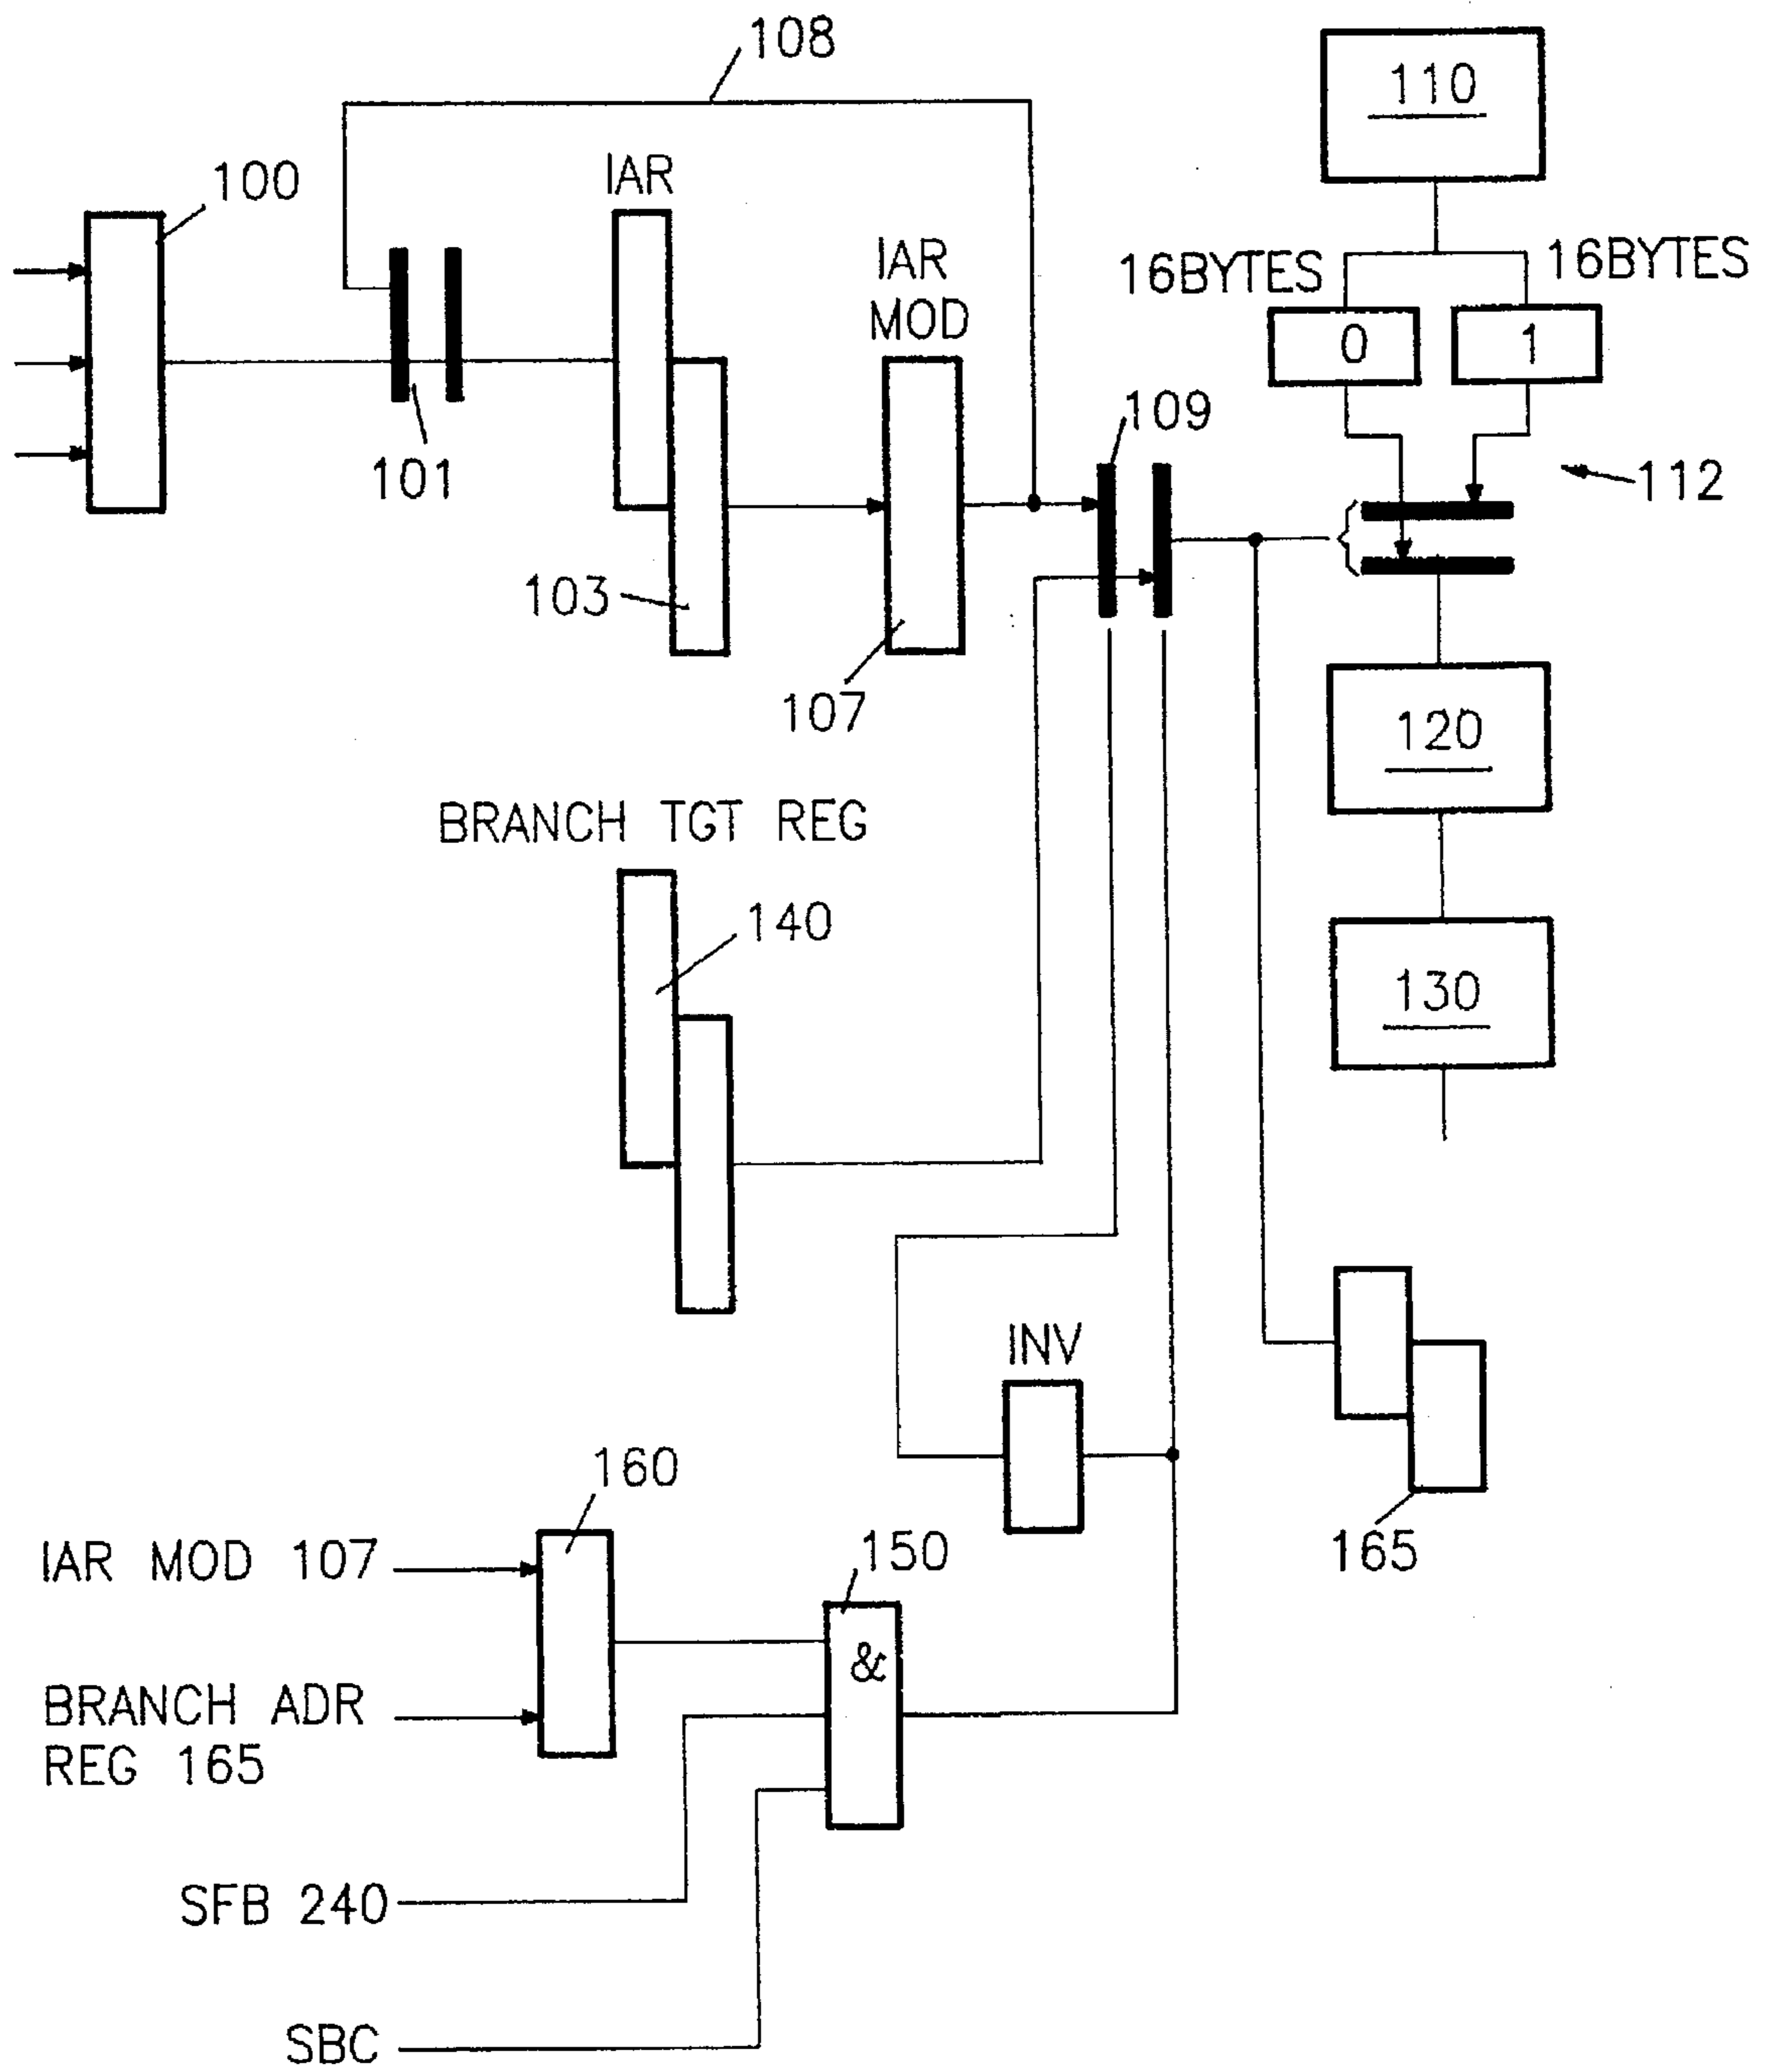 108
110
100
IAR
IAR
MOD
16BYTES
16BYTES
0
1
109
101
112
103
107
120
BRANCH TGT REG
140
130
INV
160
165
IAR MOD 107
150
&
BRANCH ADR
REG 165
SFB 240
SBC